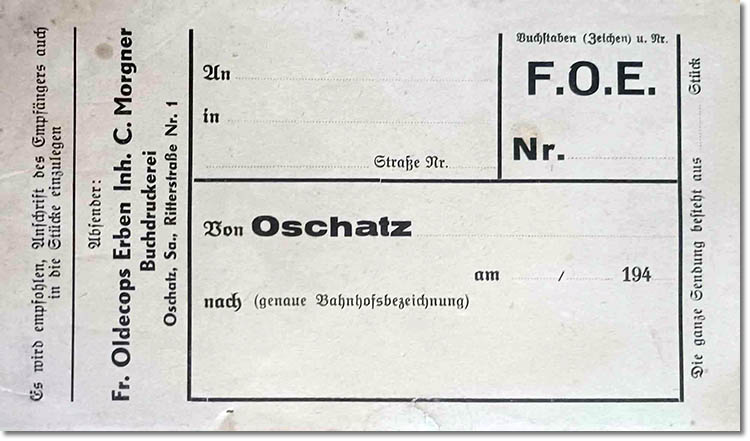 Es wird empfohlen, Anschrift des Empfängers auch
in die Stücke einzulegen
Absender:
Fr. Oldecops Erben Inh. C. Morgner
Buchdruckerei
Oschatz, Sa., Ritterstraße Nr. 1
An
in
Straße Nr.
Buchstaben (Zeichen) u. Nr.
F.O.E.
Nr.
Von Oschatz
am / 194
nach (genaue Bahnhofsbezeichnung)
Die ganze Sendung besteht aus Stück